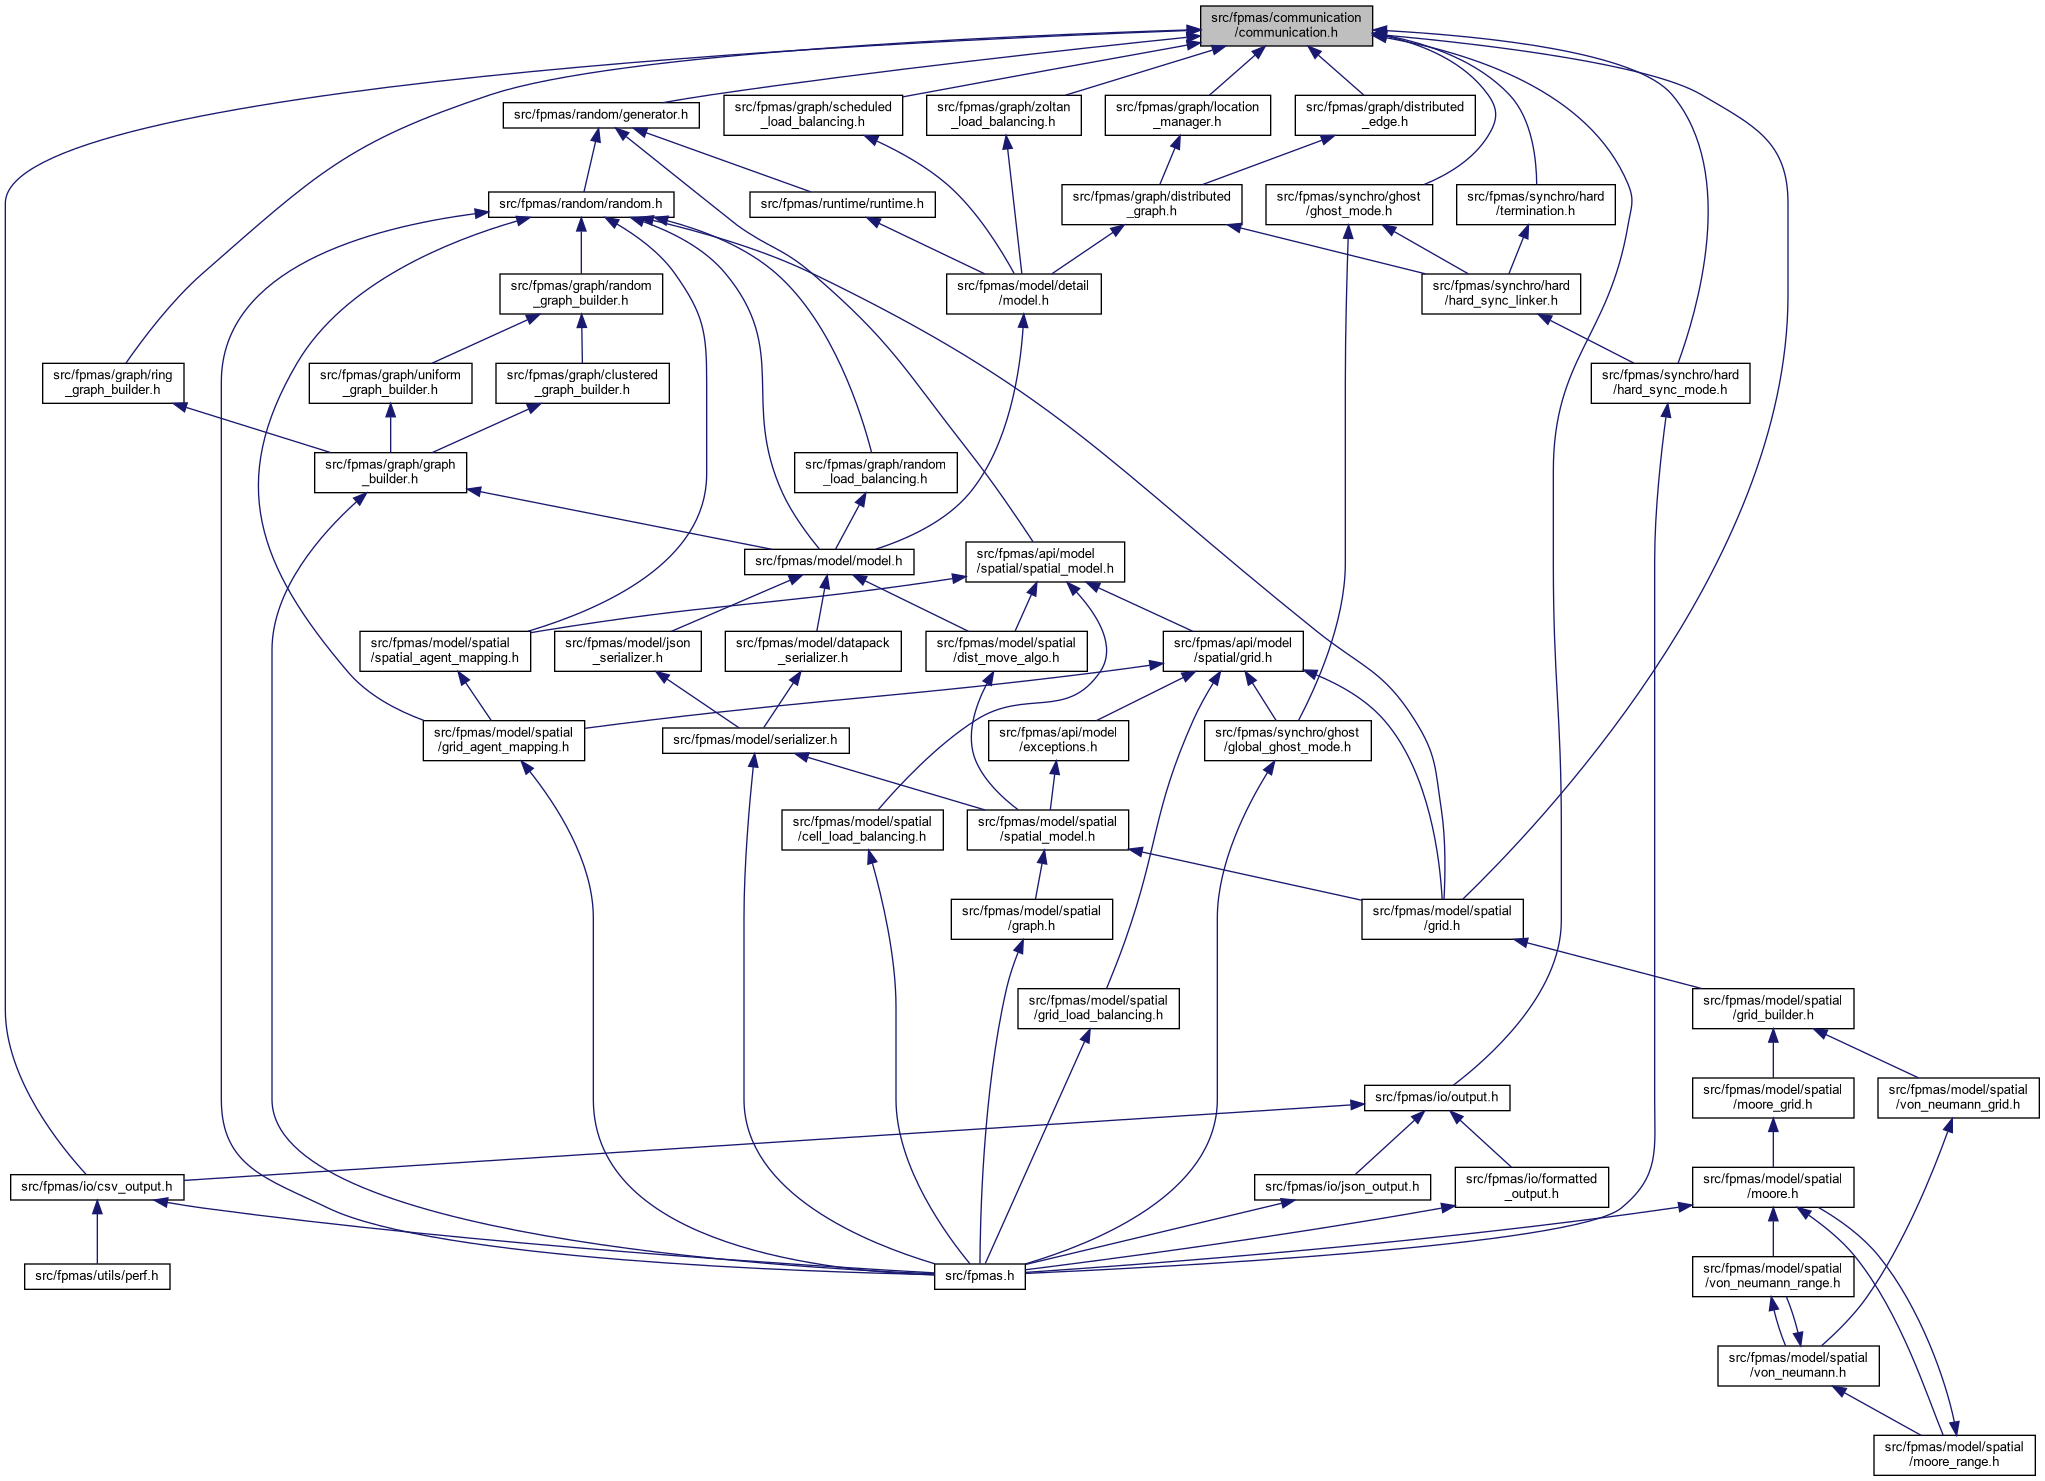 src/fpmas/communication
/communication.h
src/fpmas/random/generator.h
src/fpmas/graph/scheduled
_load_balancing.h
src/fpmas/graph/zoltan
_load_balancing.h
src/fpmas/graph/location
_manager.h
src/fpmas/graph/distributed
_edge.h
src/fpmas/random/random.h
src/fpmas/runtime/runtime.h
src/fpmas/graph/distributed
_graph.h
src/fpmas/synchro/ghost
/ghost_mode.h
src/fpmas/synchro/hard
/termination.h
src/fpmas/graph/random
_graph_builder.h
src/fpmas/model/detail
/model.h
src/fpmas/synchro/hard
/hard_sync_linker.h
src/fpmas/graph/ring
_graph_builder.h
src/fpmas/graph/uniform
_graph_builder.h
src/fpmas/graph/clustered
_graph_builder.h
src/fpmas/synchro/hard
/hard_sync_mode.h
src/fpmas/graph/graph
_builder.h
src/fpmas/graph/random
_load_balancing.h
src/fpmas/model/model.h
src/fpmas/api/model
/spatial/spatial_model.h
src/fpmas/model/spatial
/spatial_agent_mapping.h
src/fpmas/model/json
_serializer.h
src/fpmas/model/datapack
_serializer.h
src/fpmas/model/spatial
/dist_move_algo.h
src/fpmas/api/model
/spatial/grid.h
src/fpmas/model/spatial
/grid_agent_mapping.h
src/fpmas/model/serializer.h
src/fpmas/api/model
/exceptions.h
src/fpmas/synchro/ghost
/global_ghost_mode.h
src/fpmas/model/spatial
/cell_load_balancing.h
src/fpmas/model/spatial
/spatial_model.h
src/fpmas/model/spatial
/graph.h
src/fpmas/model/spatial
/grid.h
src/fpmas/model/spatial
/grid_load_balancing.h
src/fpmas/model/spatial
/grid_builder.h
src/fpmas/io/output.h
src/fpmas/model/spatial
/moore_grid.h
src/fpmas/model/spatial
/von_neumann_grid.h
src/fpmas/io/csv_output.h
src/fpmas/io/json_output.h
src/fpmas/io/formatted
_output.h
src/fpmas/model/spatial
/moore.h
src/fpmas/utils/perf.h
src/fpmas.h
src/fpmas/model/spatial
/von_neumann_range.h
src/fpmas/model/spatial
/von_neumann.h
src/fpmas/model/spatial
/moore_range.h